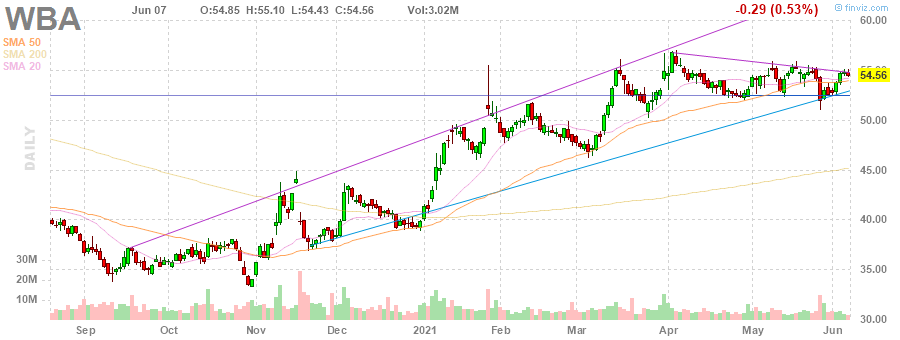 WBA Jun 07 O:54.85 H:55.10 L:54.43 C:54.56 Vol:3.02M -0.29 (0.53%) © finviz.com
SMA 50
SMA 200
SMA 20
DAILY
60.00
55.00
54.56
50.00
45.00
40.00
35.00
30.00
30M
20M
10M
Sep Oct Nov Dec 2021 Feb Mar Apr May Jun